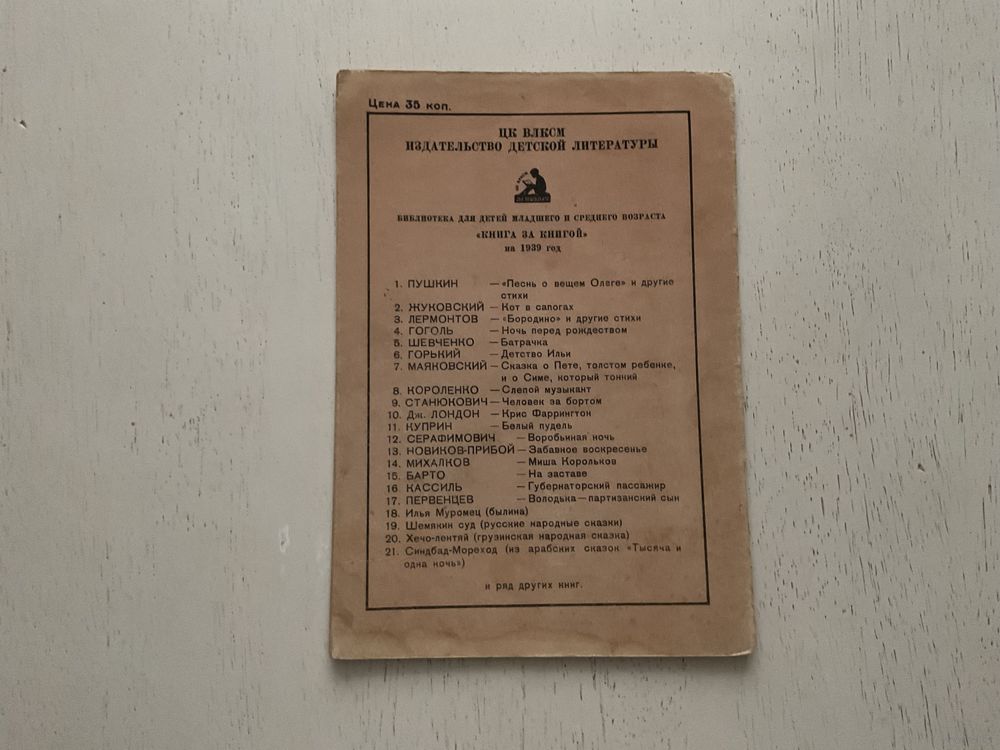 Цена 35 коп.
ЦК ВЛКСМ
ИЗДАТЕЛЬСТВО ДЕТСКОЙ ЛИТЕРАТУРЫ
БИБЛИОТЕКА ДЛЯ ДЕТЕЙ МЛАДШЕГО И СРЕДНЕГО ВОЗРАСТА
«КНИГА ЗА КНИГОЙ»
на 1939 год
1. ПУШКИН — «Песнь о вещем Олеге» и другие
стихи
2. ЖУКОВСКИЙ — Кот в сапогах
3. ЛЕРМОНТОВ — «Бородино» и другие стихи
4. ГОГОЛЬ — Ночь перед рождеством
5. ШЕВЧЕНКО — Батрачка
6. ГОРЬКИЙ — Детство Ильи
7. МАЯКОВСКИЙ — Сказка о Пете, толстом ребенке,
и о Симе, который тонкий
8. КОРОЛЕНКО — Слепой музыкант
9. СТАНЮКОВИЧ — Человек за бортом
10. Дж. ЛОНДОН — Крис Фаррингтон
11. КУПРИН — Белый пудель
12. СЕРАФИМОВИЧ — Воробьиная ночь
13. НОВИКОВ-ПРИБОЙ — Забавное воскресенье
14. МИХАЛКОВ — Миша Корольков
15. БАРТО — На заставе
16. КАССИЛЬ — Губернаторский пассажир
17. ПЕРВЕНЦЕВ — Володька — партизанский сын
18. Илья Муромец (былина)
19. Шемякин суд (русские народные сказки)
20. Хечо-лентяй (грузинская народная сказка)
21. Синдбад-Мореход (из арабских сказок «Тысяча и
одна ночь»)
и ряд других книг.